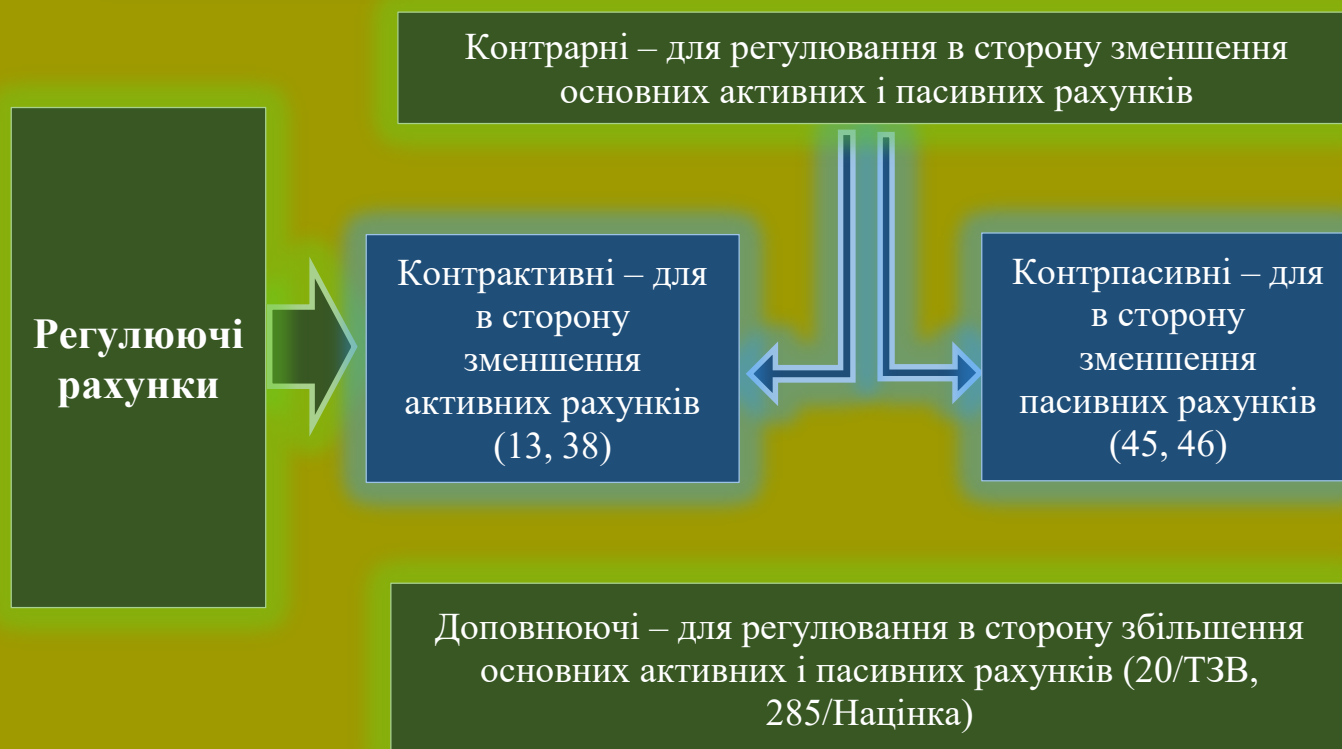 Контрарні – для регулювання в сторону зменшення
основних активних і пасивних рахунків
Регулюючі
рахунки
Контрактивні – для
в сторону
зменшення
активних рахунків
(13, 38)
Контрпасивні – для
в сторону
зменшення
пасивних рахунків
(45, 46)
Доповнюючі – для регулювання в сторону збільшення
основних активних і пасивних рахунків (20/ТЗВ,
285/Націнка)